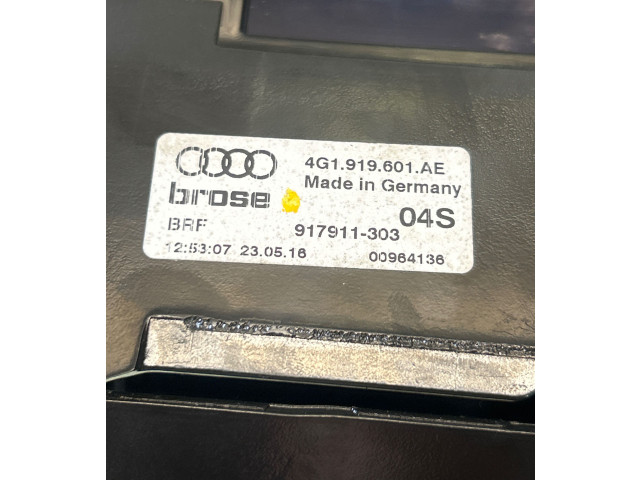 4G1.919.601.AE
Made in Germany
brose
04S
BRF 917911-303
12:53:07 23.05.16 00964136